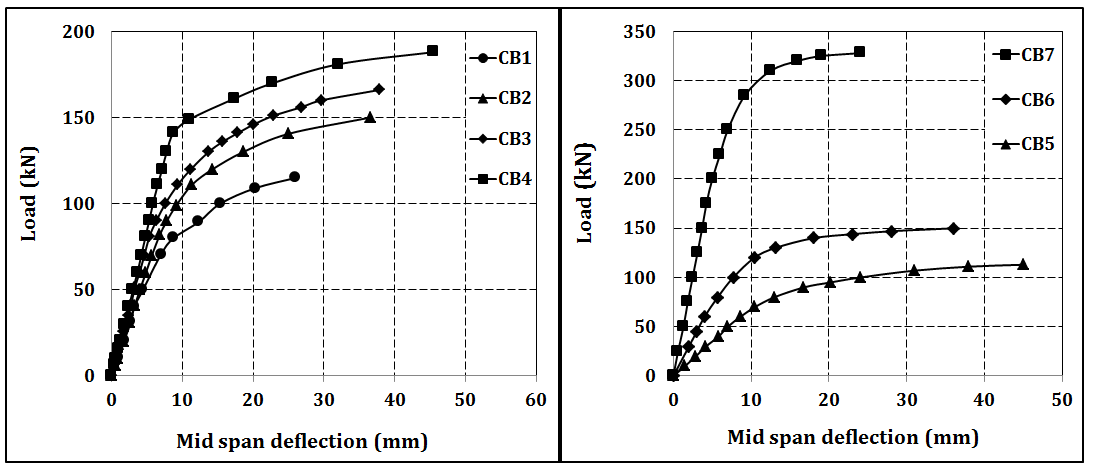 200
150
100
50
0
Load (kN)
0 10 20 30 40 50 60
Mid span deflection (mm)
CB1
CB2
CB3
CB4
350
300
250
200
150
100
50
0
Load (kN)
0 10 20 30 40 50
Mid span deflection (mm)
CB7
CB6
CB5